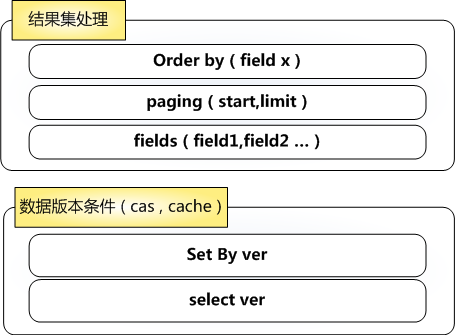 结果集处理
Order by ( field x )
paging ( start,limit )
fields ( field1,field2 ... )
数据版本条件 ( cas , cache )
Set By ver
select ver